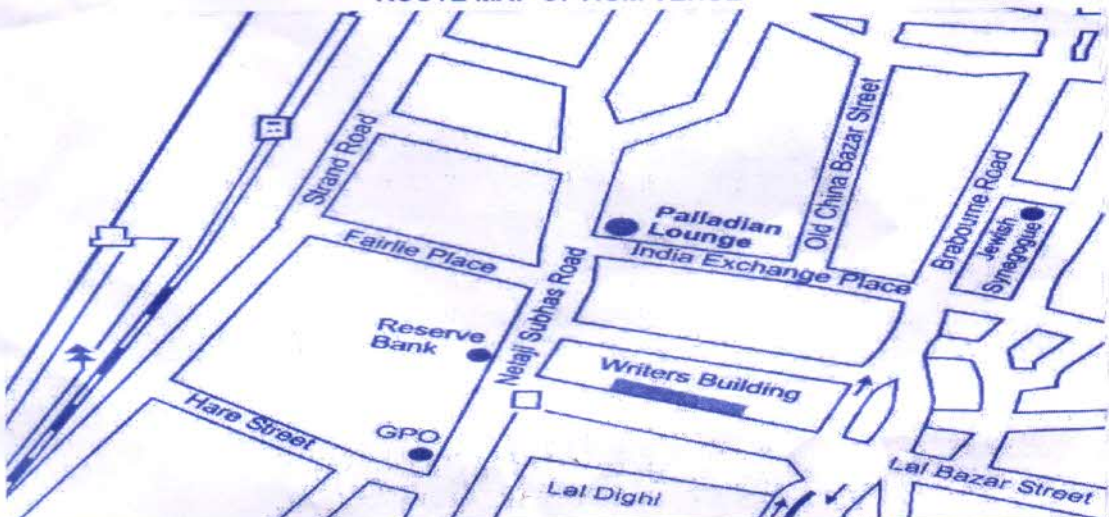 Strand Road
Old China Bazar Street
Brabourne Road
Jewish
Synagogue
Palladian
Lounge
Fairlie Place
India Exchange Place
Netaji Subhas Road
Reserve
Bank
Writers Building
Hare Street
GPO
Lal Dighi
Lal Bazar Street